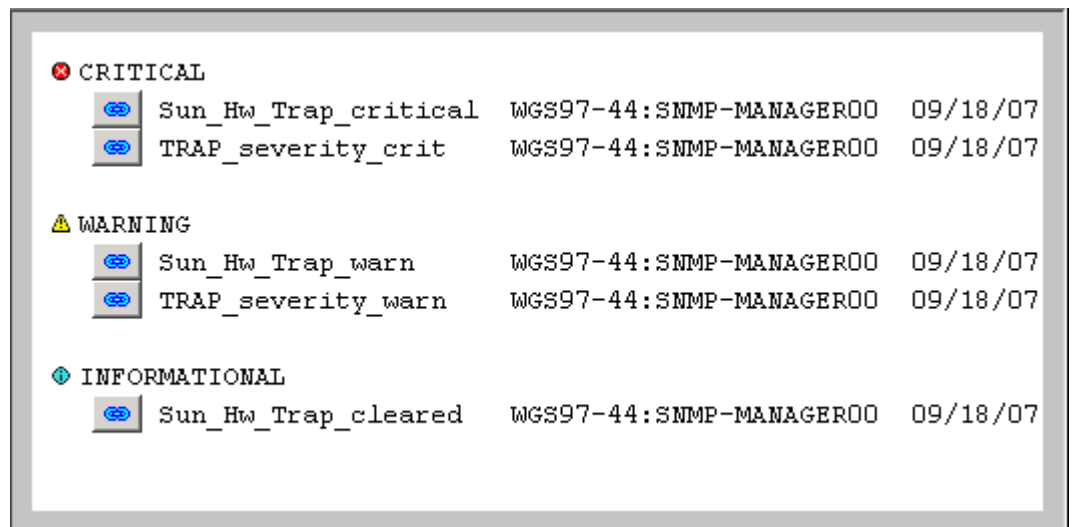 CRITICAL
Sun_Hw_Trap_critical WGS97-44:SNMP-MANAGER00 09/18/07
TRAP_severity_crit WGS97-44:SNMP-MANAGER00 09/18/07
WARNING
Sun_Hw_Trap_warn WGS97-44:SNMP-MANAGER00 09/18/07
TRAP_severity_warn WGS97-44:SNMP-MANAGER00 09/18/07
INFORMATIONAL
Sun_Hw_Trap_cleared WGS97-44:SNMP-MANAGER00 09/18/07